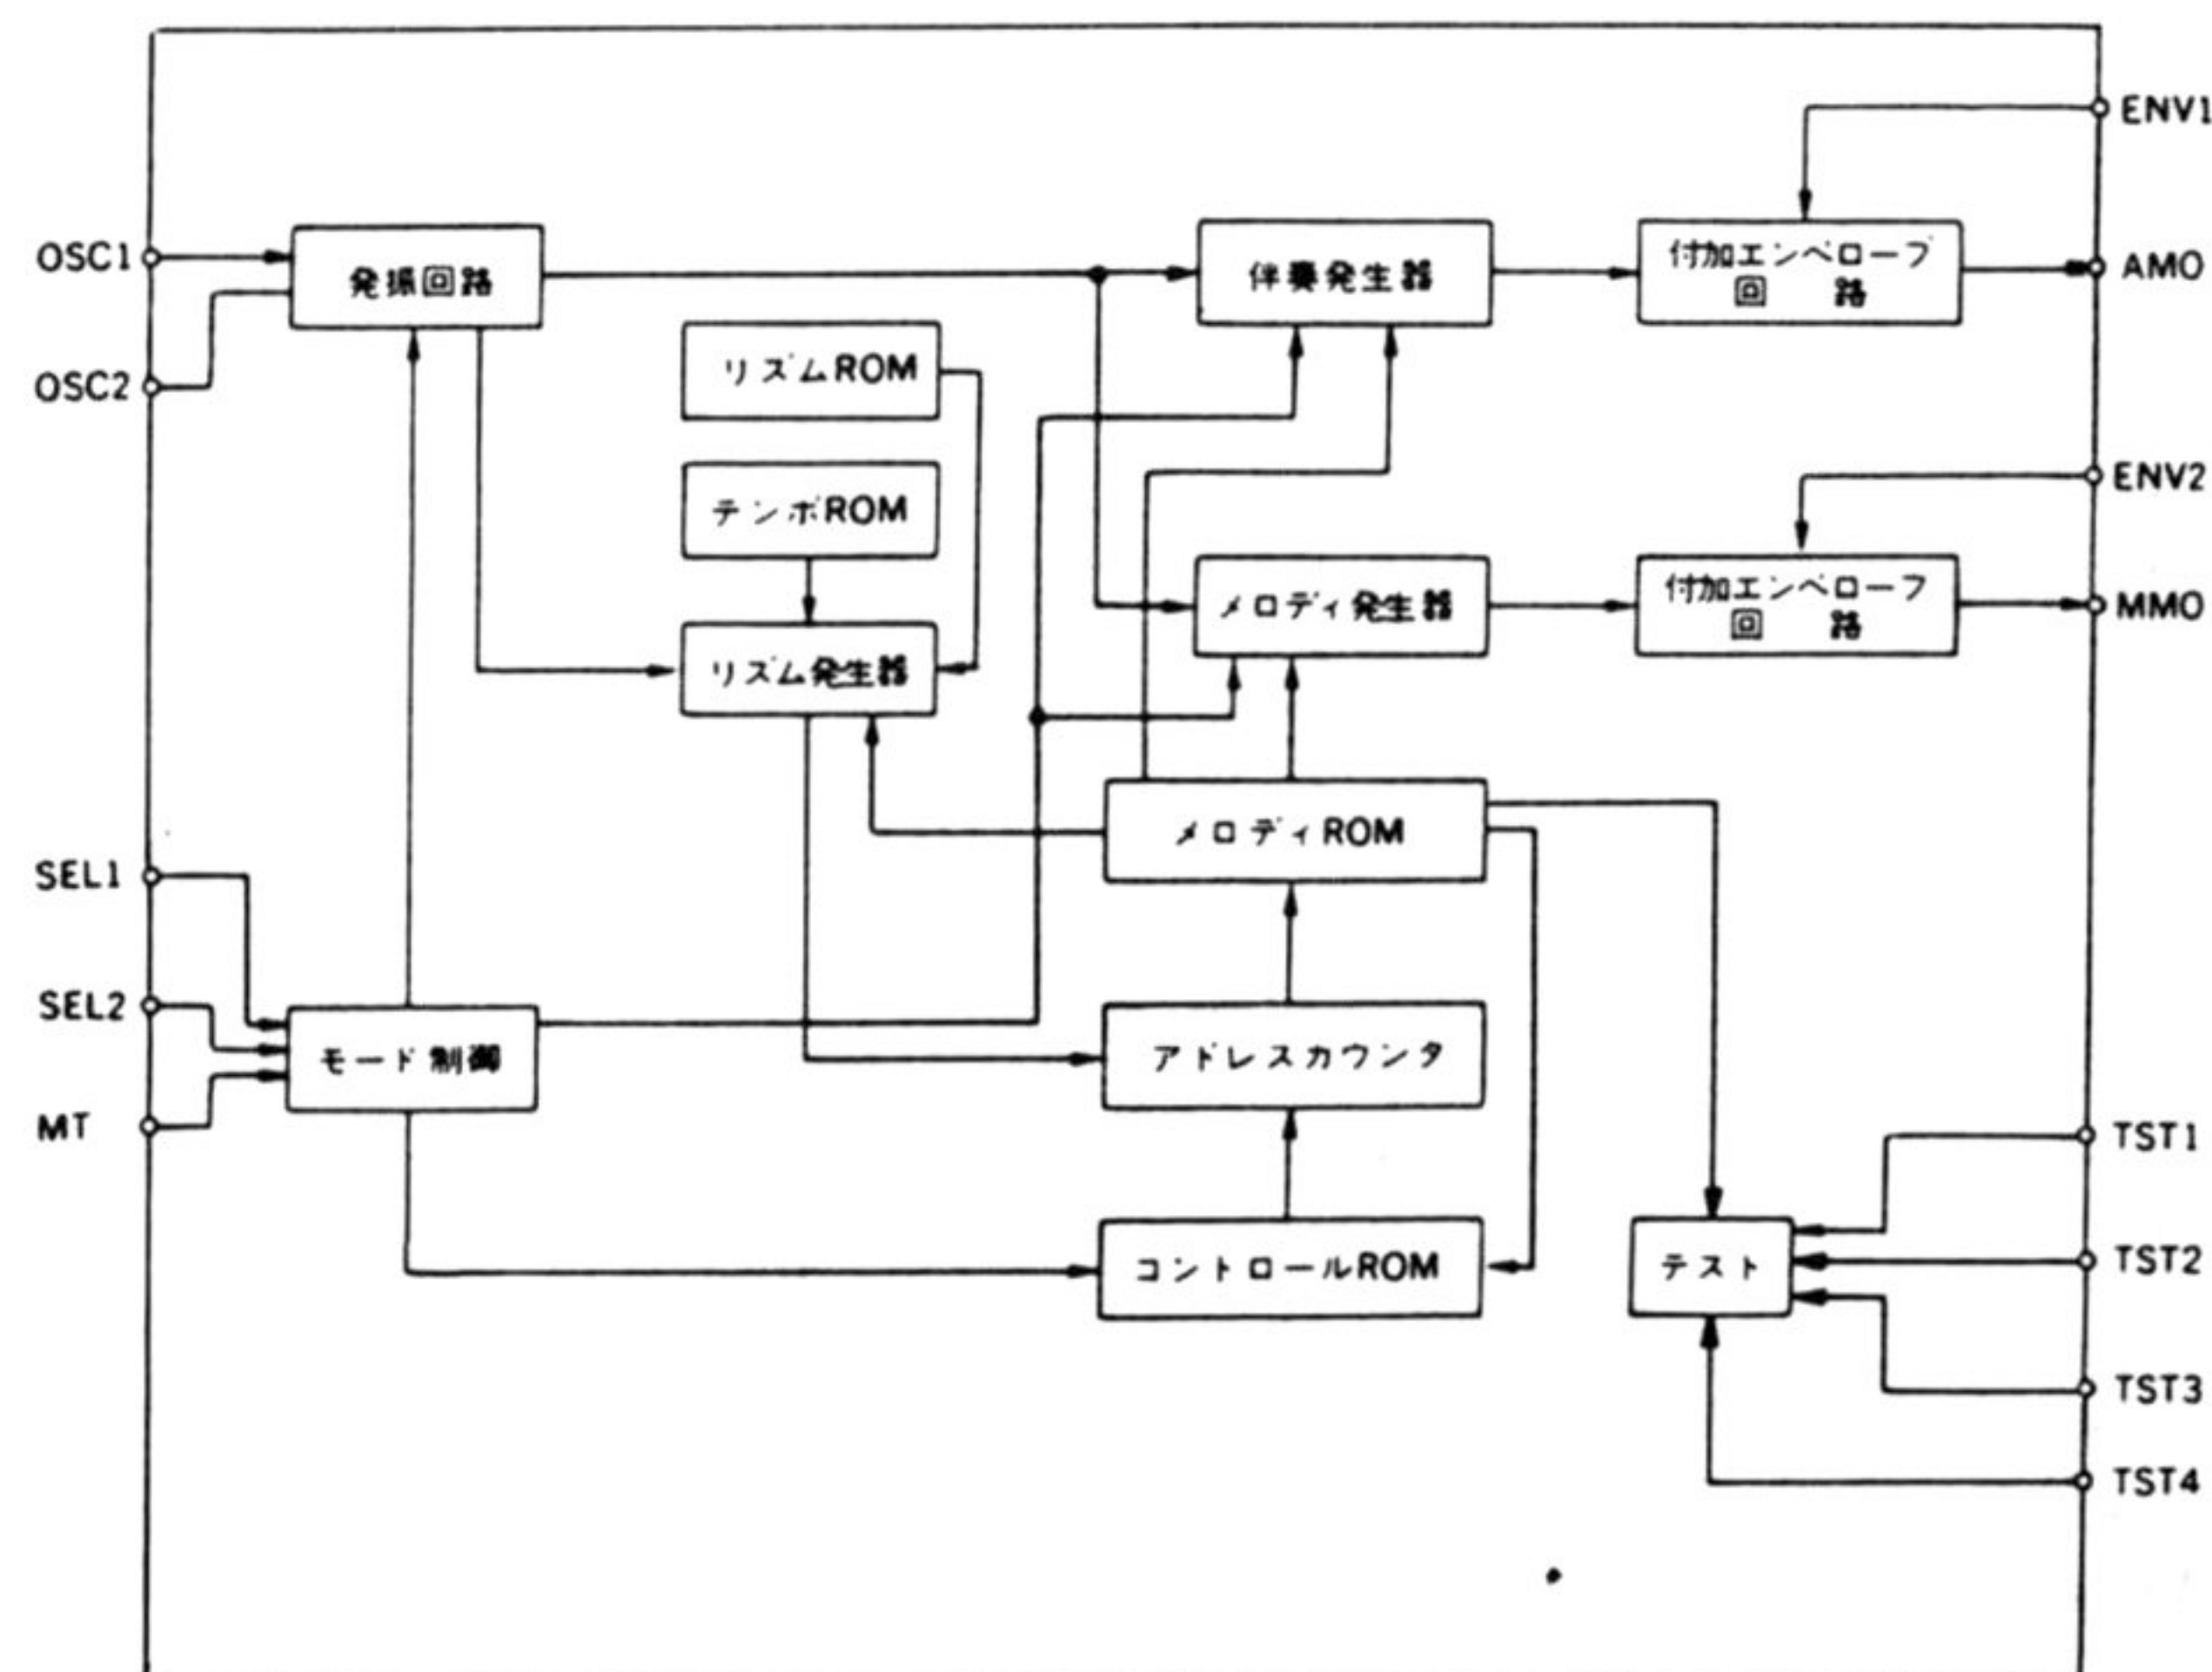 ENV1
OSC1
発振回路
伴奏発生器
付加エンベロープ
回 路
AMO
リズムROM
OSC2
テンポROM
ENV2
リズム発生器
メロディ発生器
付加エンベロープ
回 路
MMO
メロディROM
SEL1
SEL2
モード制御
アドレスカウンタ
MT
TST1
コントロールROM
テスト
TST2
TST3
TST4